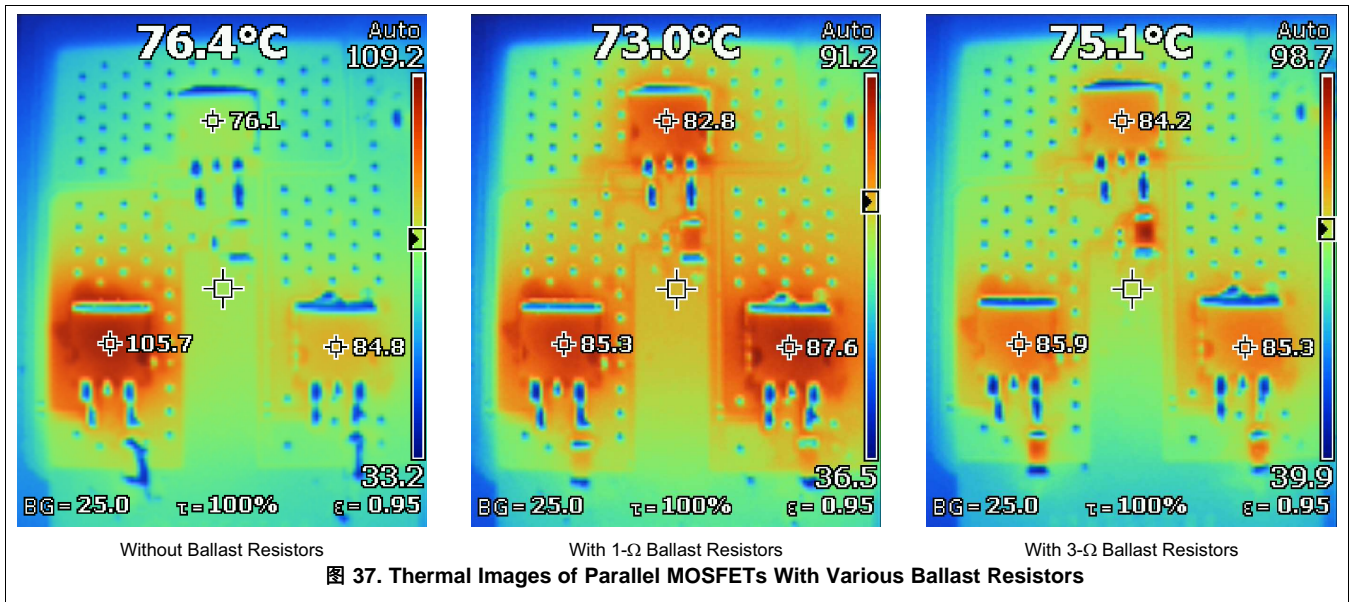 76.4°C
Auto
109.2
76.1
105.7
84.8
33.2
BG = 25.0 τ = 100% ε = 0.95
Without Ballast Resistors
73.0°C
Auto
91.2
82.8
85.3
87.6
36.5
BG = 25.0 τ = 100% ε = 0.95
With 1-Ω Ballast Resistors
75.1°C
Auto
98.7
84.2
85.9
85.3
39.9
BG = 25.0 τ = 100% ε = 0.95
With 3-Ω Ballast Resistors
图 37. Thermal Images of Parallel MOSFETs With Various Ballast Resistors